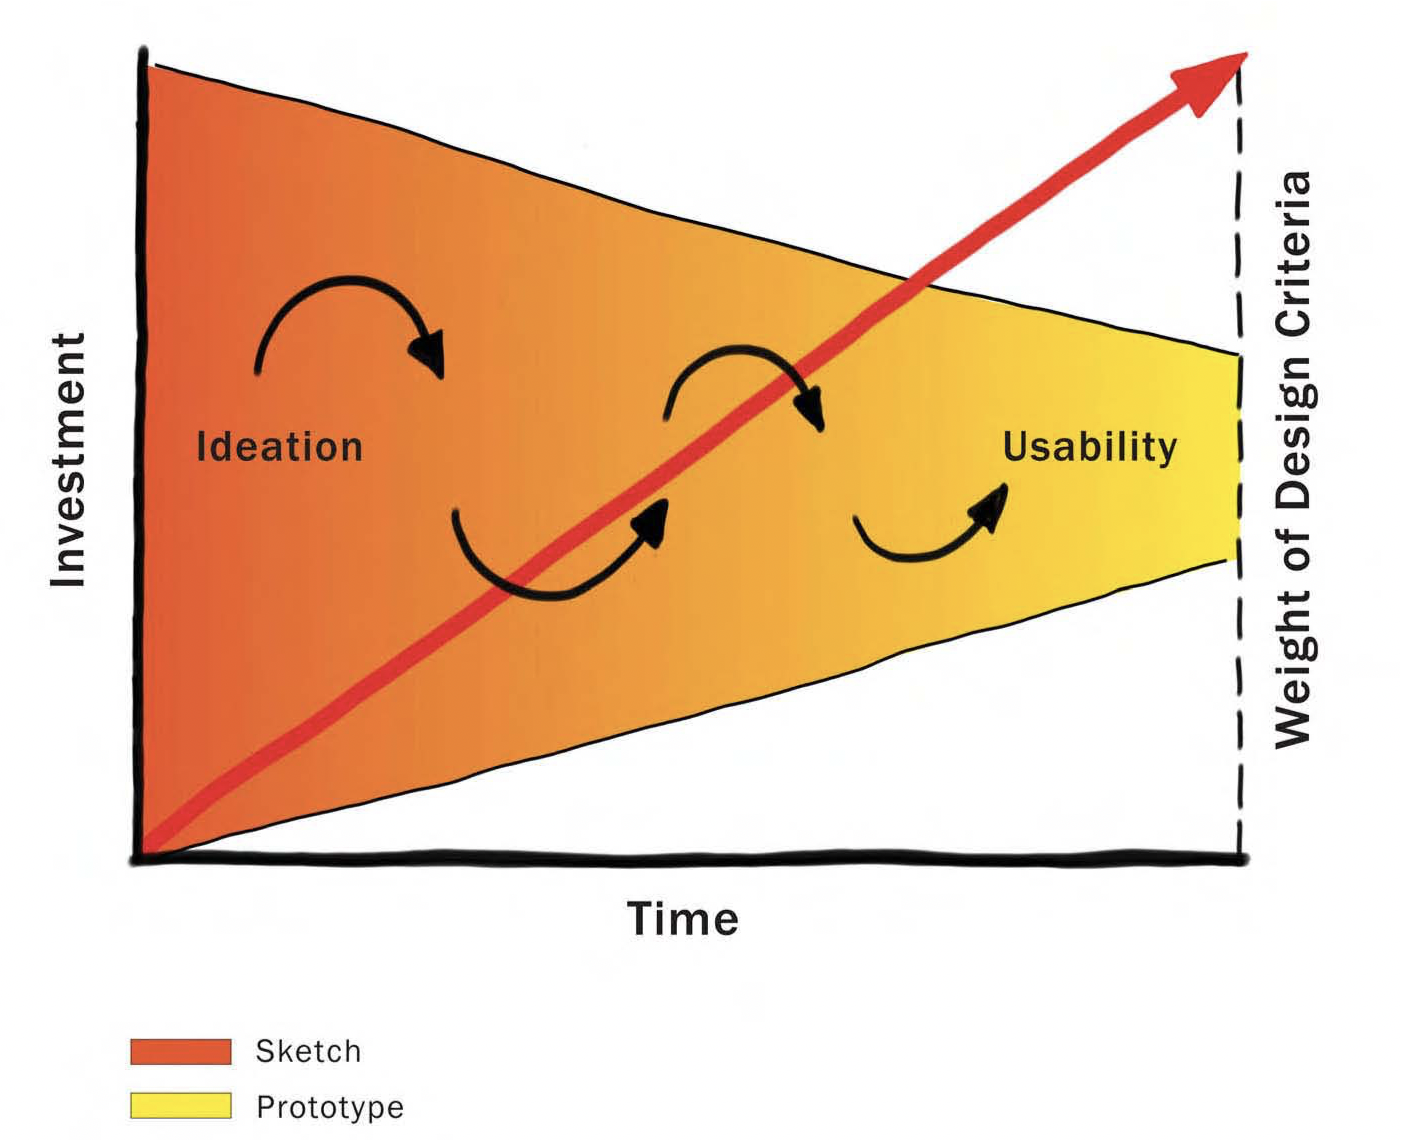 Investment
Ideation
Usability
Weight of Design Criteria
Time
Sketch
Prototype